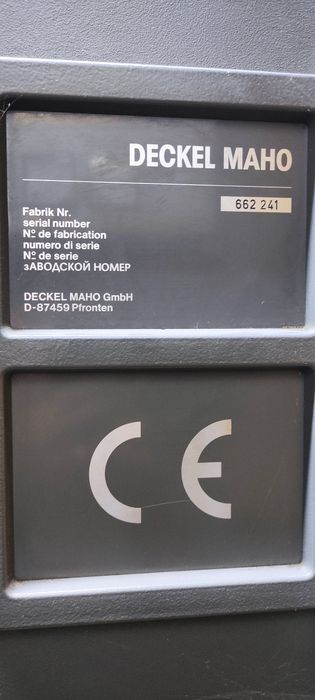 DECKEL MAHO
662 241
Fabrik Nr.
serial number
Nº de fabrication
numero di serie
Nº de serie
зАВОДСКОЙ НОМЕР
DECKEL MAHO GmbH
D-87459 Pfronten
CE